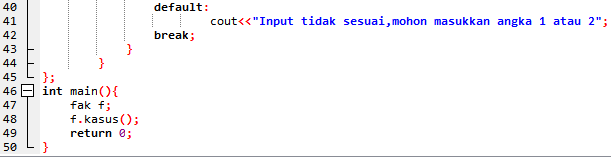 40 default:
41 cout<<"Input tidak sesuai,mohon masukkan angka 1 atau 2";
42 break;
43 }
44 }
45 };
46 int main(){
47 fak f;
48 f.kasus();
49 return 0;
50 }